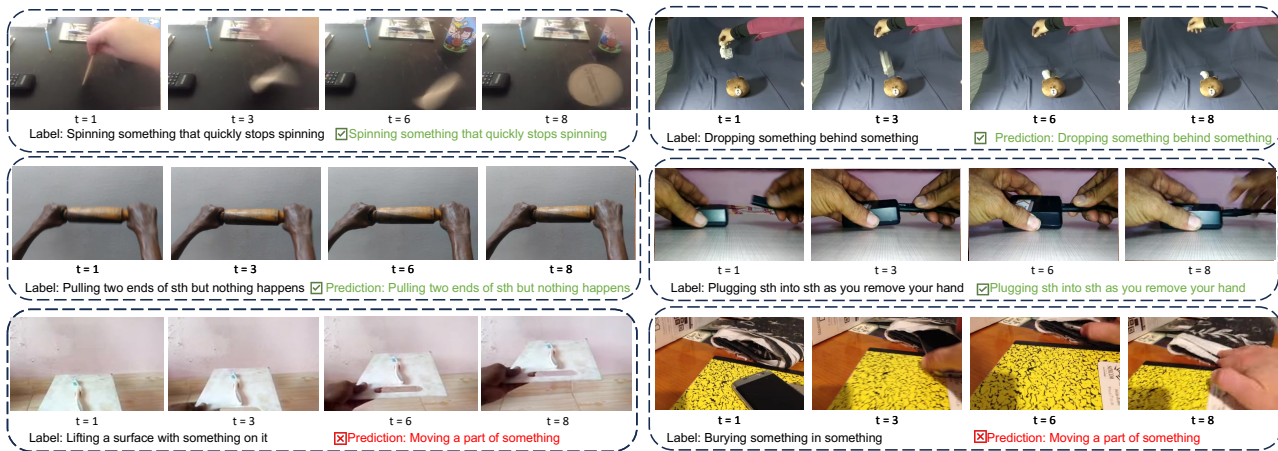 t = 1 t = 3 t = 6 t = 8
Label: Spinning something that quickly stops spinning Spinning something that quickly stops spinning
t = 1 t = 3 t = 6 t = 8
Label: Dropping something behind something Prediction: Dropping something behind something
t = 1 t = 3 t = 6 t = 8
Label: Pulling two ends of sth but nothing happens Prediction: Pulling two ends of sth but nothing happens
t = 1 t = 3 t = 6 t = 8
Label: Plugging sth into sth as you remove your hand Plugging sth into sth as you remove your hand
t = 1 t = 3 t = 6 t = 8
Label: Lifting a surface with something on it Prediction: Moving a part of something
t = 1 t = 3 t = 6 t = 8
Label: Burying something in something Prediction: Moving a part of something